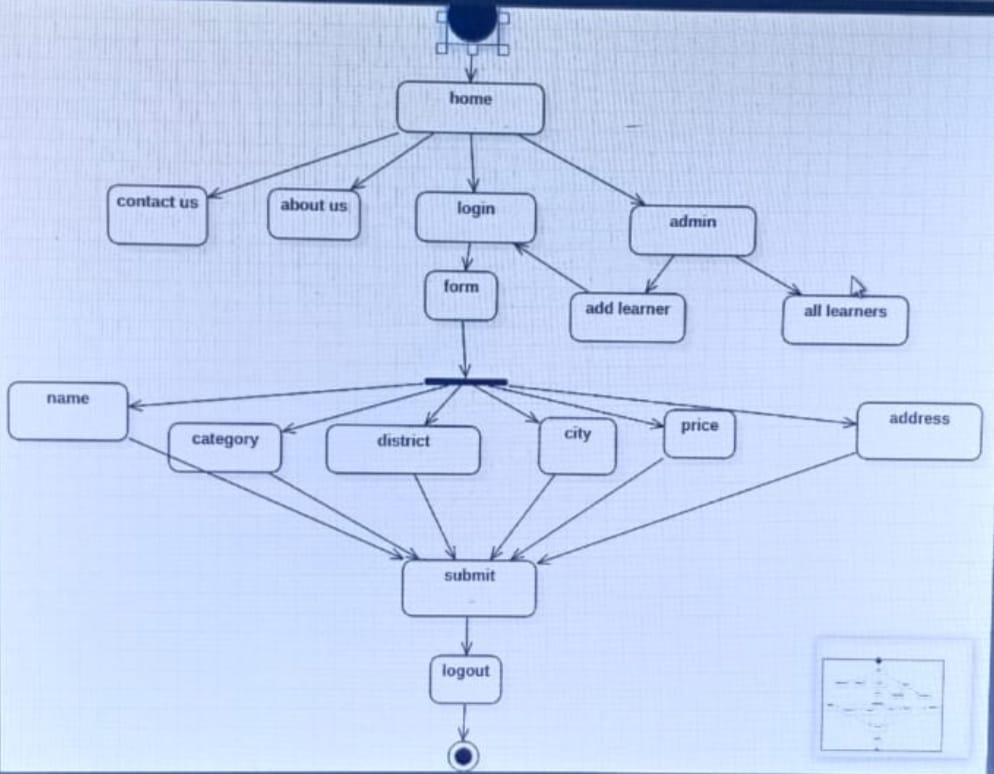 home
contact us
about us
login
admin
form
add learner
all learners
name
category
district
city
price
address
submit
logout